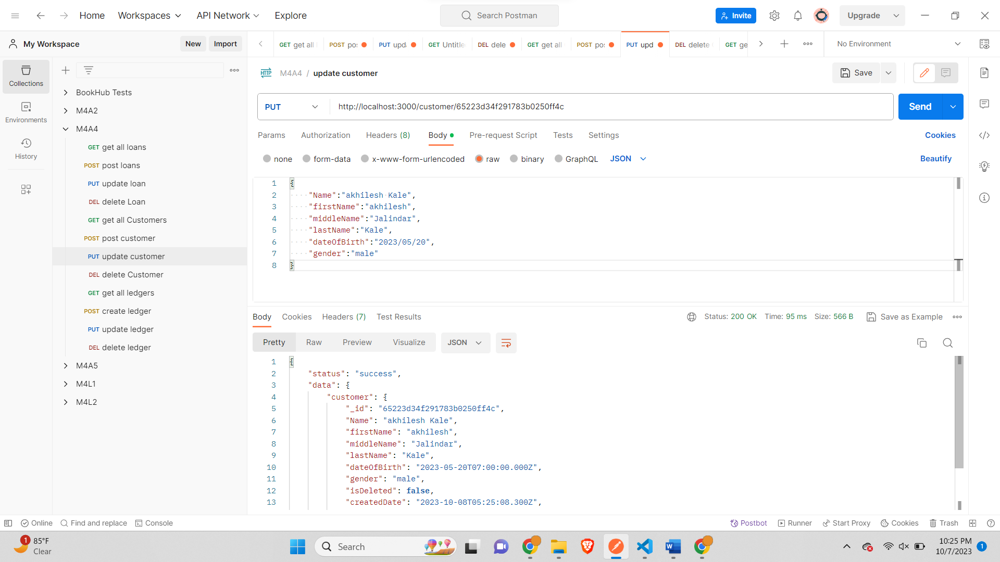 Home Workspaces API Network Explore Search Postman Invite Upgrade
My Workspace New Import GET get all POST pos PUT upd GET Untitle DEL dele GET get all POST po PUT upd DEL delete GET ge No Environment
Collections
Environments
History
BookHub Tests
M4A2
M4A4
GET get all loans
POST post loans
PUT update loan
DEL delete Loan
GET get all Customers
POST post customer
PUT update customer
DEL delete Customer
GET get all ledgers
POST create ledger
PUT update ledger
DEL delete ledger
M4A5
M4L1
M4L2
HTTP M4A4 / update customer Save
PUT http://localhost:3000/customer/65223d34f291783b0250ff4c Send
Params Authorization Headers (8) Body Pre-request Script Tests Settings Cookies
none form-data x-www-form-urlencoded raw binary GraphQL JSON Beautify
1 {
2 "Name":"akhilesh Kale",
3 "firstName":"akhilesh",
4 "middleName":"Jalindar",
5 "lastName":"Kale",
6 "dateOfBirth":"2023/05/20",
7 "gender":"male"
8 }
Body Cookies Headers (7) Test Results Status: 200 OK Time: 95 ms Size: 566 B Save as Example
Pretty Raw Preview Visualize JSON
1 {
2 "status": "success",
3 "data": {
4 "customer": {
5 "_id": "65223d34f291783b0250ff4c",
6 "Name": "akhilesh Kale",
7 "firstName": "akhilesh",
8 "middleName": "Jalindar",
9 "lastName": "Kale",
10 "dateOfBirth": "2023-05-20T07:00:00.000Z",
11 "gender": "male",
12 "isDeleted": false,
13 "createdDate": "2023-10-08T05:25:08.300Z",
Online Find and replace Console Postbot Runner Start Proxy Cookies Trash
1 85°F
Clear
Search
W
10:25 PM
10/7/2023
1